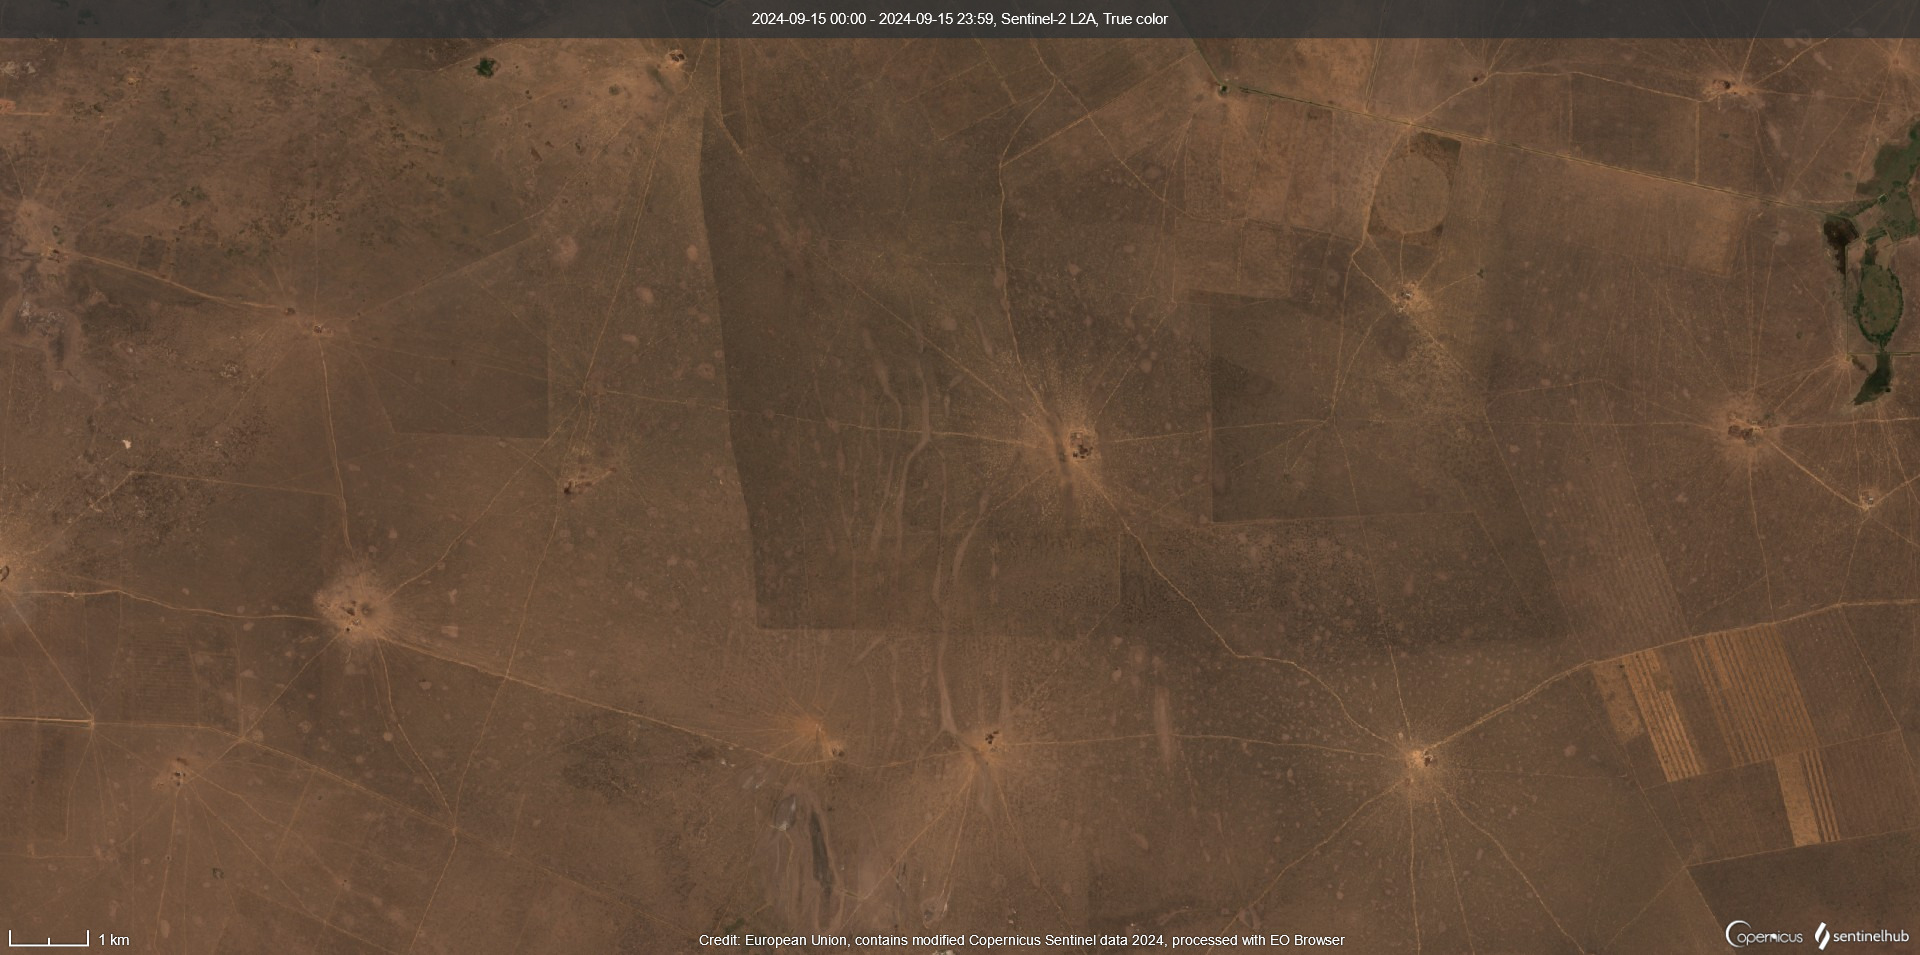 2024-09-15 00:00 - 2024-09-15 23:59, Sentinel-2 L2A, True color
1 km
Credit: European Union, contains modified Copernicus Sentinel data 2024, processed with EO Browser
Copernicus
sentinelhub